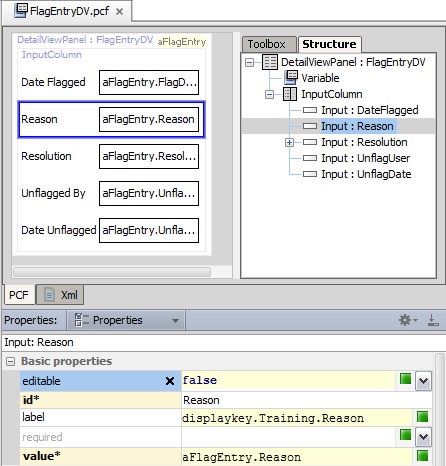 FlagEntryDV.pcf
DetailViewPanel : FlagEntryDV aFlagEntry
InputColumn
Date Flagged aFlagEntry.FlagD...
Reason aFlagEntry.Reason
Resolution aFlagEntry.Resol...
Unflagged By aFlagEntry.Unfla...
Date Unflagged aFlagEntry.Unfla...
Toolbox Structure
DetailViewPanel : FlagEntryDV
Variable
InputColumn
Input : DateFlagged
Input : Reason
Input : Resolution
Input : UnflagUser
Input : UnflagDate
PCF Xml
Properties: Properties
Input: Reason
Basic properties
editable false
id* Reason
label displaykey.Training.Reason
required
value* aFlagEntry.Reason